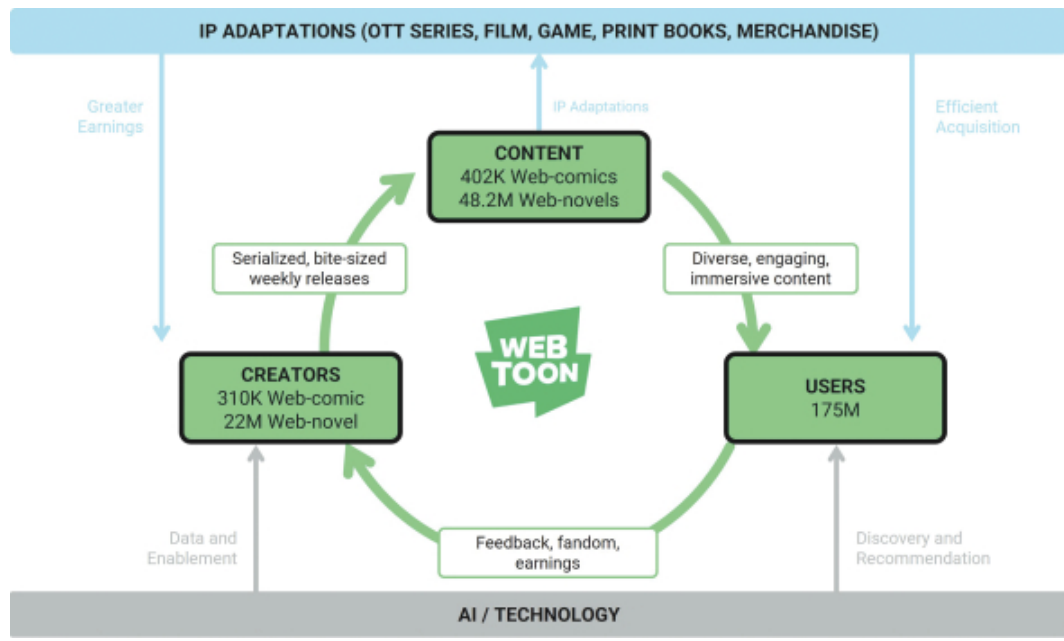 IP ADAPTATIONS (OTT SERIES, FILM, GAME, PRINT BOOKS, MERCHANDISE)
Greater
Earnings
IP Adaptations
Efficient
Acquisition
CONTENT
402K Web-comics
48.2M Web-novels
Serialized, bite-sized
weekly releases
Diverse, engaging,
immersive content
WEB
TOON
CREATORS
310K Web-comic
22M Web-novel
USERS
175M
Feedback, fandom,
earnings
Data and
Enablement
Discovery and
Recommendation
AI / TECHNOLOGY